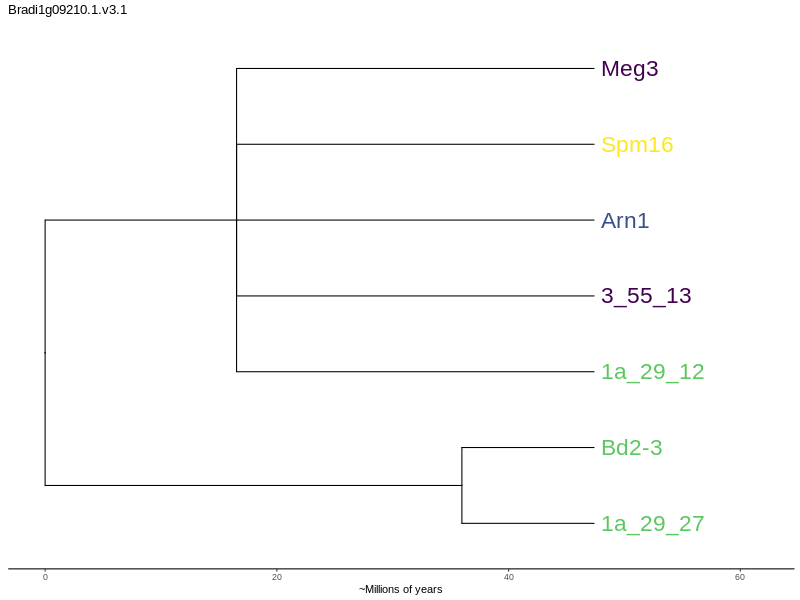 Bradi1g09210.1.v3.1
Meg3
Spm16
Arn1
3_55_13
1a_29_12
Bd2-3
1a_29_27
0 20 40 60
~Millions of years